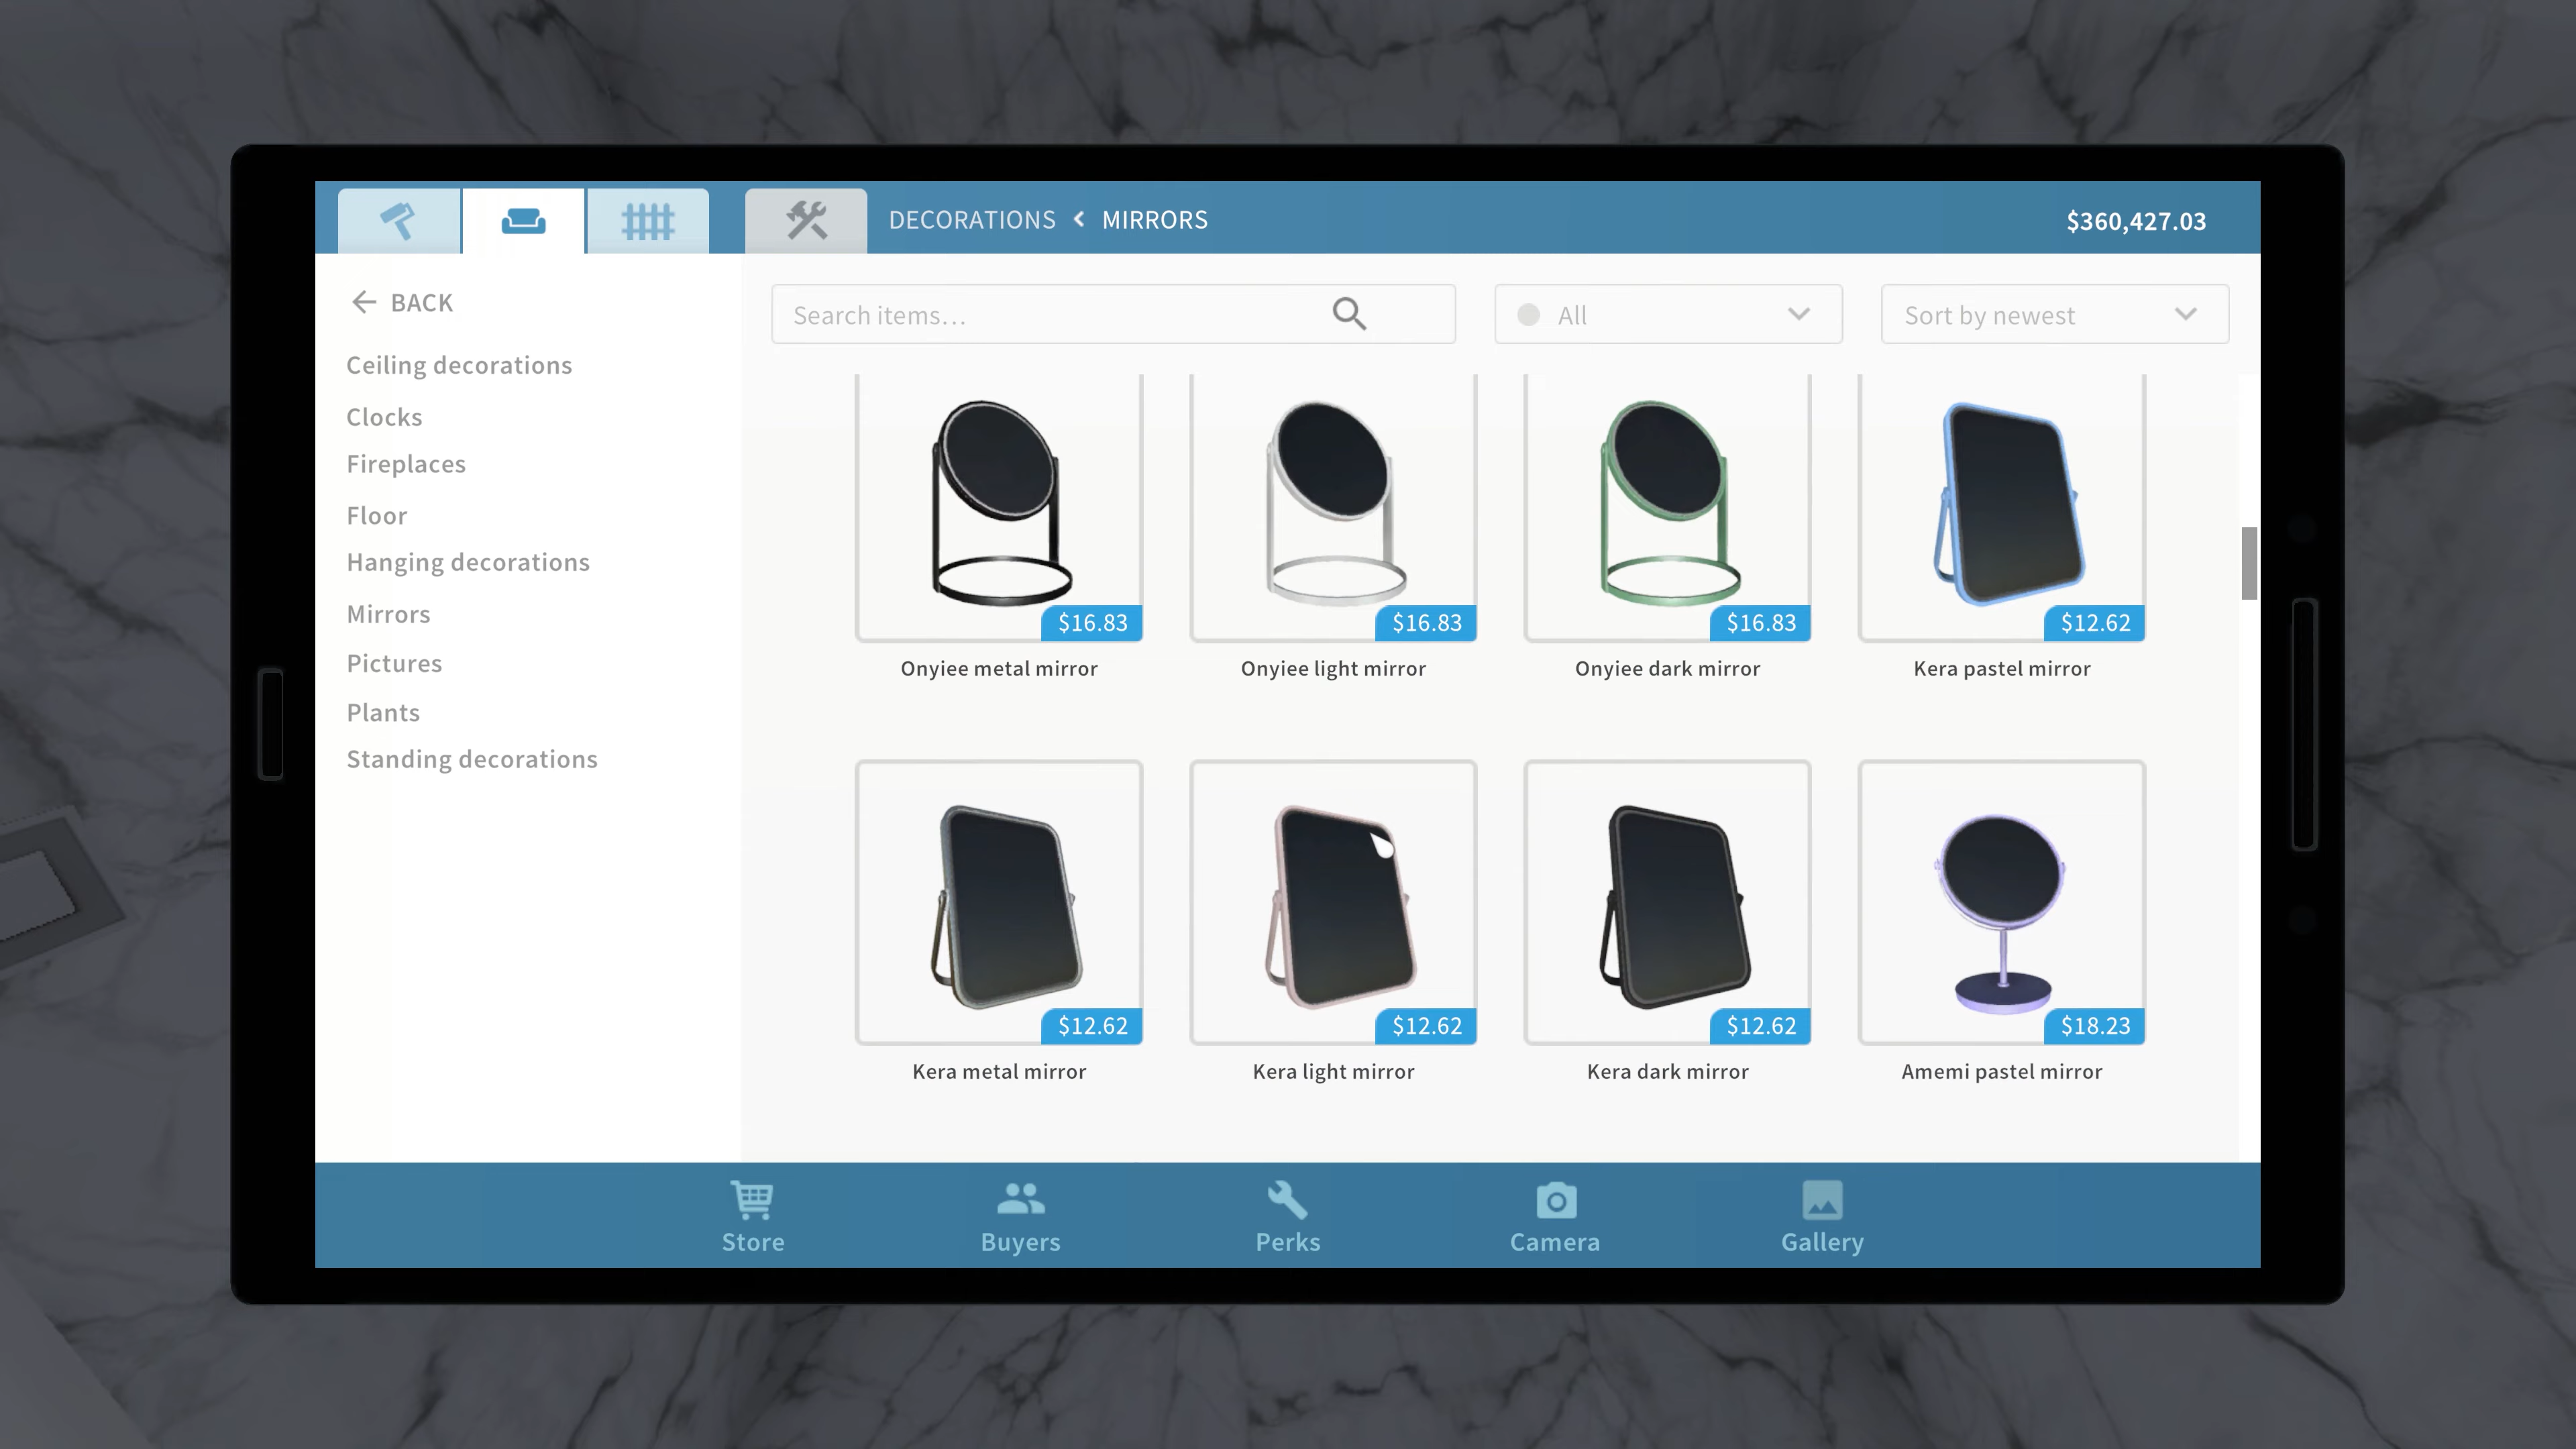 DECORATIONS < MIRRORS
$360,427.03
BACK
Search items...
All
Sort by newest
Ceiling decorations
Clocks
Fireplaces
Floor
Hanging decorations
Mirrors
Pictures
Plants
Standing decorations
$16.83
$16.83
$16.83
$12.62
Onyiee metal mirror
Onyiee light mirror
Onyiee dark mirror
Kera pastel mirror
$12.62
$12.62
$12.62
$18.23
Kera metal mirror
Kera light mirror
Kera dark mirror
Amemi pastel mirror
Store
Buyers
Perks
Camera
Gallery